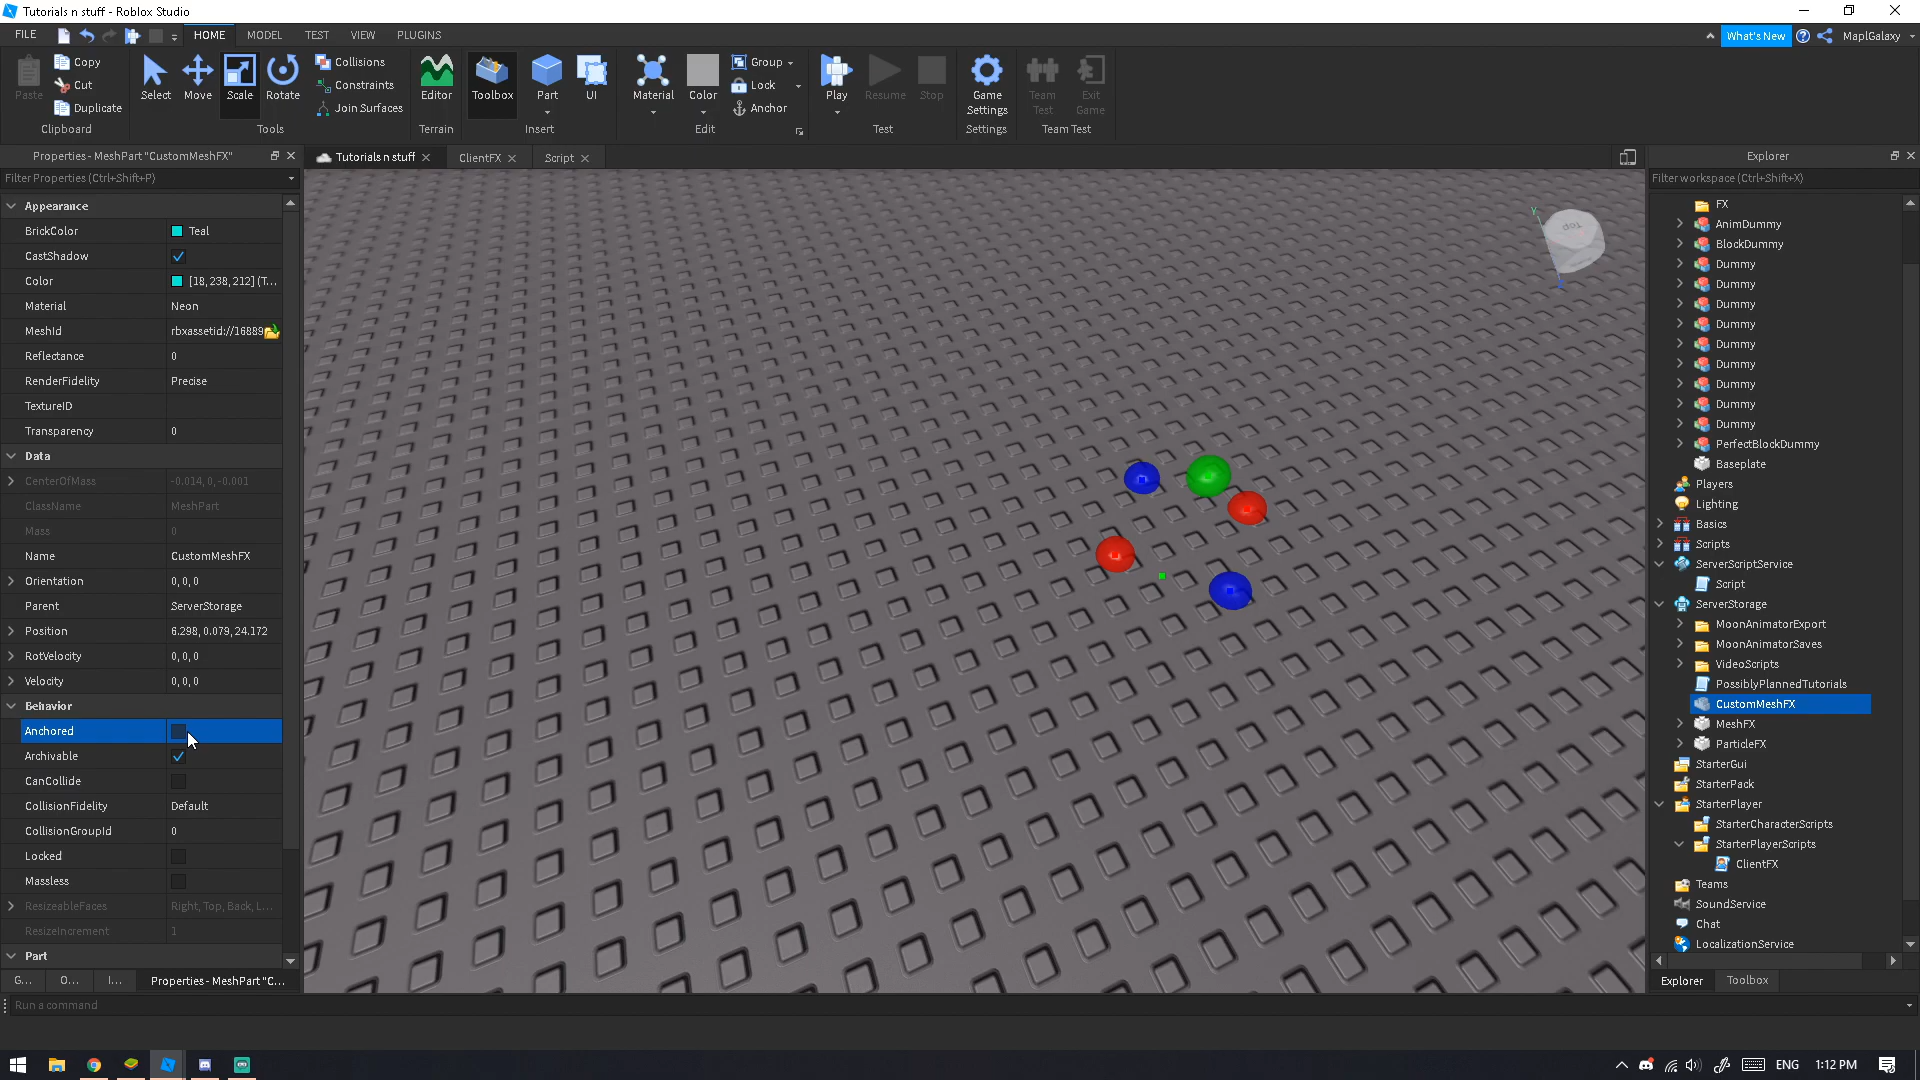 Tutorials n stuff - Roblox Studio
FILE HOME MODEL TEST VIEW PLUGINS
What's New MaplGalaxy
Paste Copy Cut Duplicate
Clipboard
Select Move Scale Rotate Collisions Constraints Join Surfaces
Tools
Editor
Terrain
Toolbox Part UI
Insert
Material Color Group Lock Anchor
Edit
Play Resume Stop
Test
Game Settings
Settings
Team Test Exit Game
Team Test
Properties - MeshPart "CustomMeshFX"
Filter Properties (Ctrl+Shift+P)
Tutorials n stuff ClientFX Script
Appearance
BrickColor Teal
CastShadow
Color [18, 238, 212] (T...
Material Neon
MeshId rbxassetid://16889
Reflectance 0
RenderFidelity Precise
TextureID
Transparency 0
Data
CenterOfMass -0.014, 0, -0.001
ClassName MeshPart
Mass 0
Name CustomMeshFX
Orientation 0, 0, 0
Parent ServerStorage
Position 6.298, 0.079, 24.172
RotVelocity 0, 0, 0
Velocity 0, 0, 0
Behavior
Anchored
Archivable
CanCollide
CollisionFidelity Default
CollisionGroupId 0
Locked
Massless
ResizeableFaces Right, Top, Back, L...
ResizeIncrement 1
Part
G... O... I... Properties - MeshPart "C...
Run a command
Y
Top
Explorer
Filter workspace (Ctrl+Shift+X)
FX
AnimDummy
BlockDummy
Dummy
Dummy
Dummy
Dummy
Dummy
Dummy
Dummy
Dummy
Dummy
PerfectBlockDummy
Baseplate
Players
Lighting
Basics
Scripts
ServerScriptService
Script
ServerStorage
MoonAnimatorExport
MoonAnimatorSaves
VideoScripts
PossiblyPlannedTutorials
CustomMeshFX
MeshFX
ParticleFX
StarterGui
StarterPack
StarterPlayer
StarterCharacterScripts
StarterPlayerScripts
ClientFX
Teams
SoundService
Chat
LocalizationService
Explorer Toolbox
ENG 1:12 PM